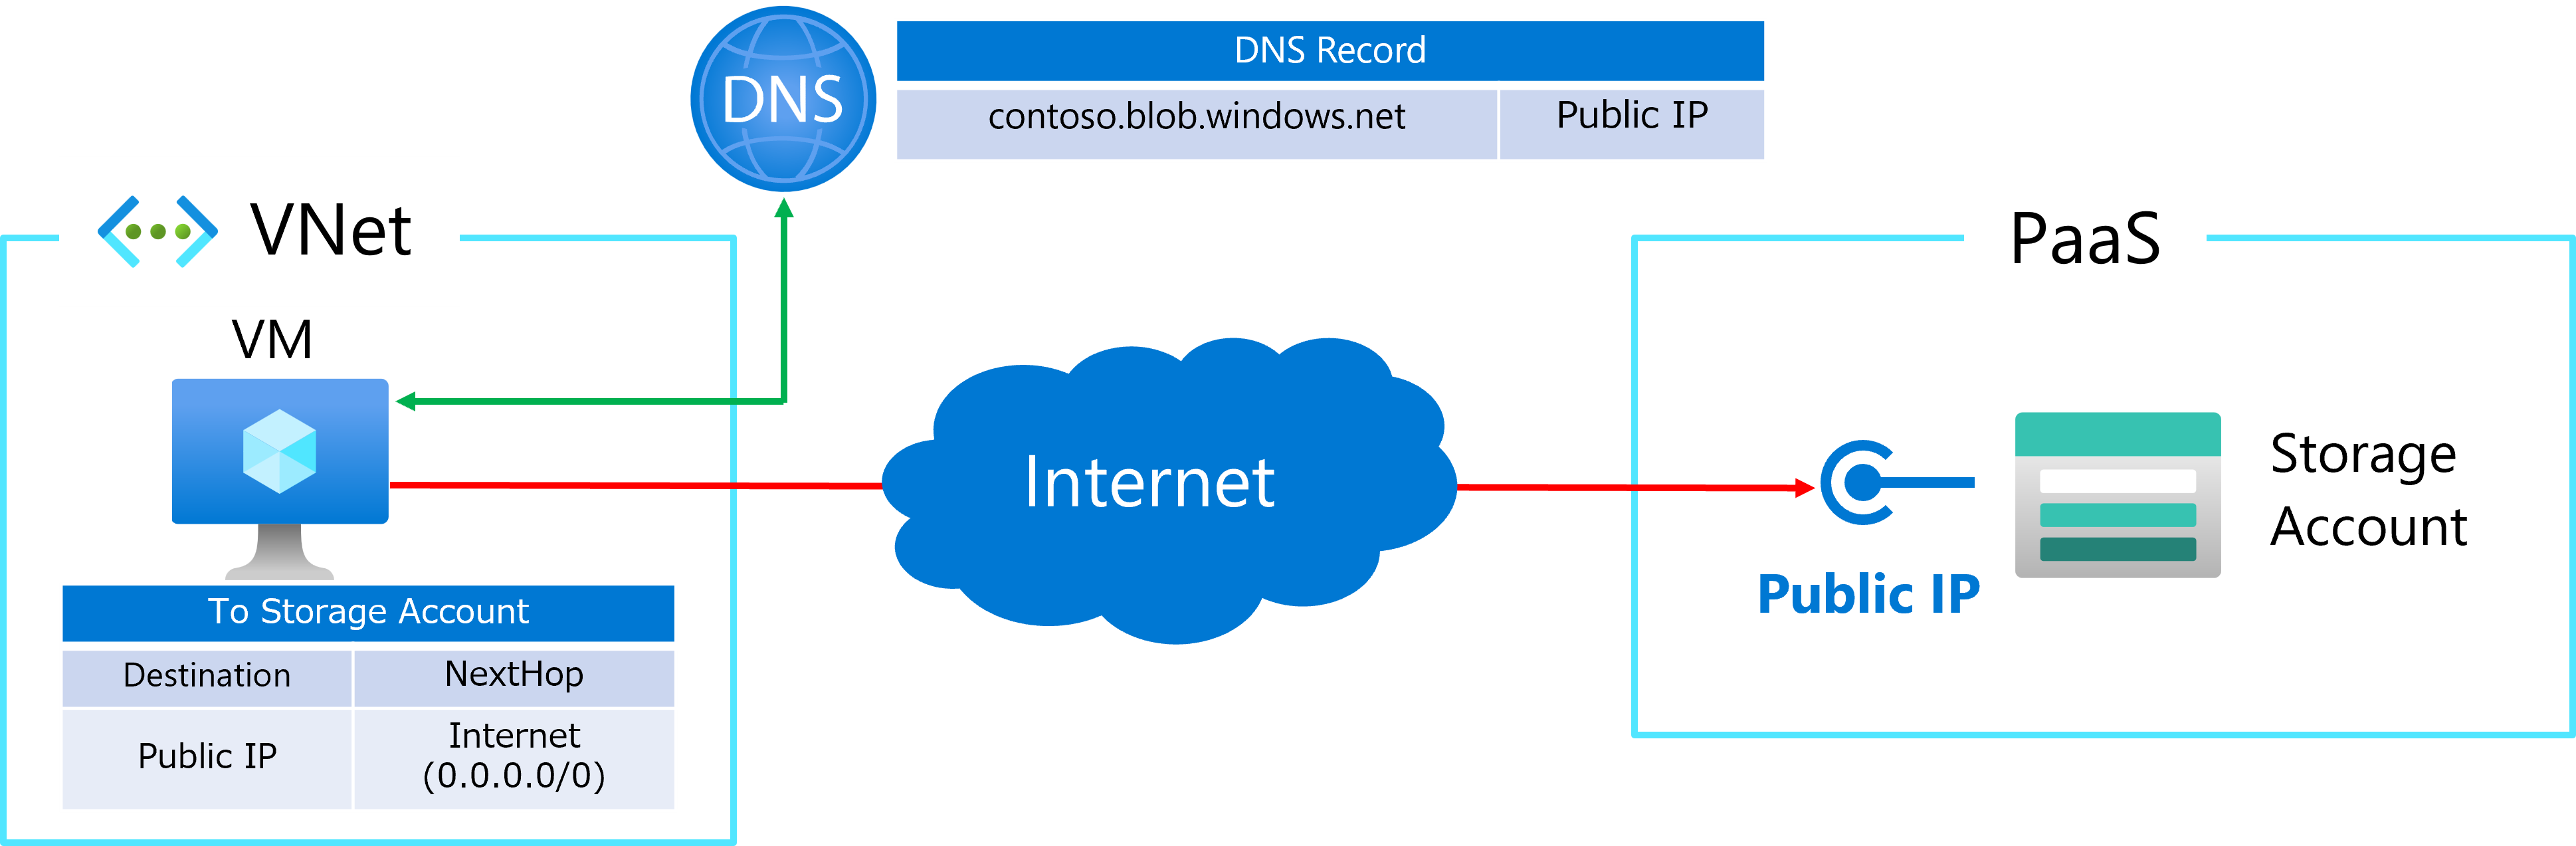 DNS
DNS Record
contoso.blob.windows.net
Public IP
VNet
PaaS
VM
Internet
Storage
Account
Public IP
To Storage Account
Destination
NextHop
Public IP
Internet
(0.0.0.0/0)